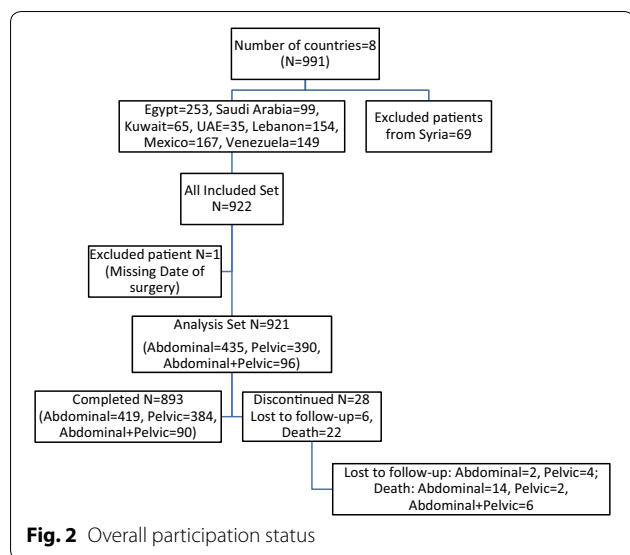 Number of countries=8
(N=991)
Egypt=253, Saudi Arabia=99,
Kuwait=65, UAE=35, Lebanon=154,
Mexico=167, Venezuela=149
Excluded patients
from Syria=69
All Included Set
N=922
Excluded patient N=1
(Missing Date of
surgery)
Analysis Set N=921
(Abdominal=435, Pelvic=390,
Abdominal+Pelvic=96)
Completed N=893
(Abdominal=419, Pelvic=384,
Abdominal+Pelvic=90)
Discontinued N=28
Lost to follow-up=6,
Death=22
Lost to follow-up: Abdominal=2, Pelvic=4;
Death: Abdominal=14, Pelvic=2,
Abdominal+Pelvic=6
Fig. 2 Overall participation status